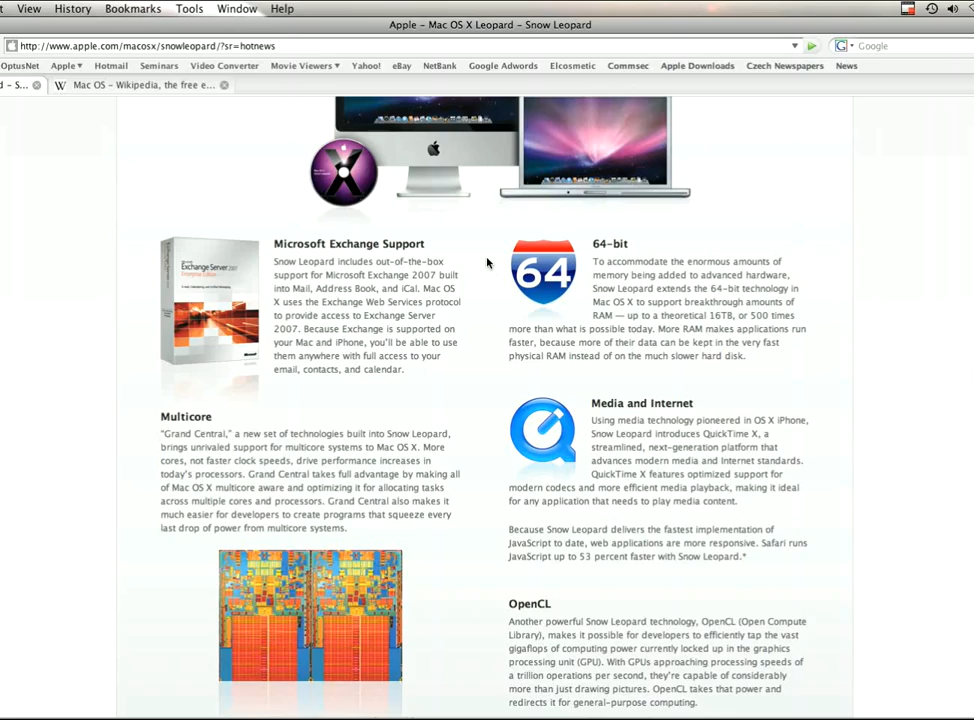 View History Bookmarks Tools Window Help
Apple - Mac OS X Leopard - Snow Leopard
http://www.apple.com/macosx/snowleopard/?sr=hotnews
Google
OptusNet Apple Hotmail Seminars Video Converter Movie Viewers Yahoo! eBay NetBank Google Adwords Elcosmetic Commsec Apple Downloads Czech Newspapers News
d - S... W Mac OS - Wikipedia, the free e...
X
Microsoft Exchange Support
Snow Leopard includes out-of-the-box
support for Microsoft Exchange 2007 built
into Mail, Address Book, and iCal. Mac OS
X uses the Exchange Web Services protocol
to provide access to Exchange Server
2007. Because Exchange is supported on
your Mac and iPhone, you'll be able to use
them anywhere with full access to your
email, contacts, and calendar.
Exchange Server 2007
Enterprise Edition
Microsoft
Multicore
"Grand Central," a new set of technologies built into Snow Leopard,
brings unrivaled support for multicore systems to Mac OS X. More
cores, not faster clock speeds, drive performance increases in
today's processors. Grand Central takes full advantage by making all
of Mac OS X multicore aware and optimizing it for allocating tasks
across multiple cores and processors. Grand Central also makes it
much easier for developers to create programs that squeeze every
last drop of power from multicore systems.
64
64-bit
To accommodate the enormous amounts of
memory being added to advanced hardware,
Snow Leopard extends the 64-bit technology in
Mac OS X to support breakthrough amounts of
RAM — up to a theoretical 16TB, or 500 times
more than what is possible today. More RAM makes applications run
faster, because more of their data can be kept in the very fast
physical RAM instead of on the much slower hard disk.
Media and Internet
Using media technology pioneered in OS X iPhone,
Snow Leopard introduces QuickTime X, a
streamlined, next-generation platform that
advances modern media and Internet standards.
QuickTime X features optimized support for
modern codecs and more efficient media playback, making it ideal
for any application that needs to play media content.
Because Snow Leopard delivers the fastest implementation of
JavaScript to date, web applications are more responsive. Safari runs
JavaScript up to 53 percent faster with Snow Leopard.*
OpenCL
Another powerful Snow Leopard technology, OpenCL (Open Compute
Library), makes it possible for developers to efficiently tap the vast
gigaflops of computing power currently locked up in the graphics
processing unit (GPU). With GPUs approaching processing speeds of
a trillion operations per second, they're capable of considerably
more than just drawing pictures. OpenCL takes that power and
redirects it for general-purpose computing.